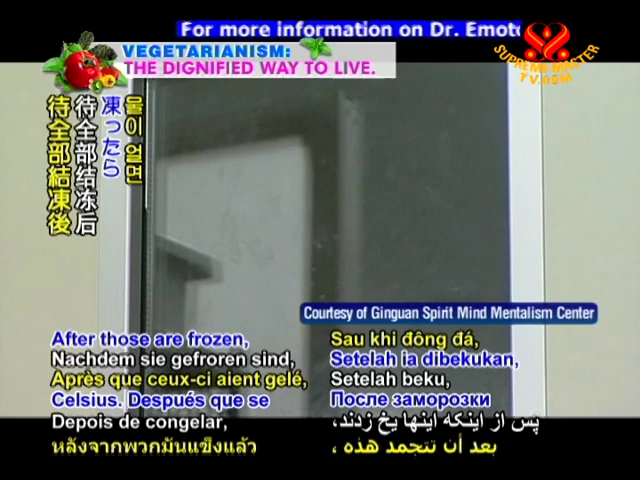 For more information on Dr. Emoto
VEGETARIANISM:
THE DIGNIFIED WAY TO LIVE.
SUPREME MASTER
TV.COM
待全部結凍後
待全部结冻后
凍ったら
물이 얼면
Courtesy of Ginguan Spirit Mind Mentalism Center
After those are frozen,
Nachdem sie gefroren sind,
Après que ceux-ci aient gelé,
Celsius. Después que se
Depois de congelar,
หลังจากพวกมันแข็งแล้ว
Sau khi đông đá,
Setelah ia dibekukan,
Setelah beku,
После заморозки
پس از اینکه اینها یخ زدند،
بعد أن تتجمد هذه ،